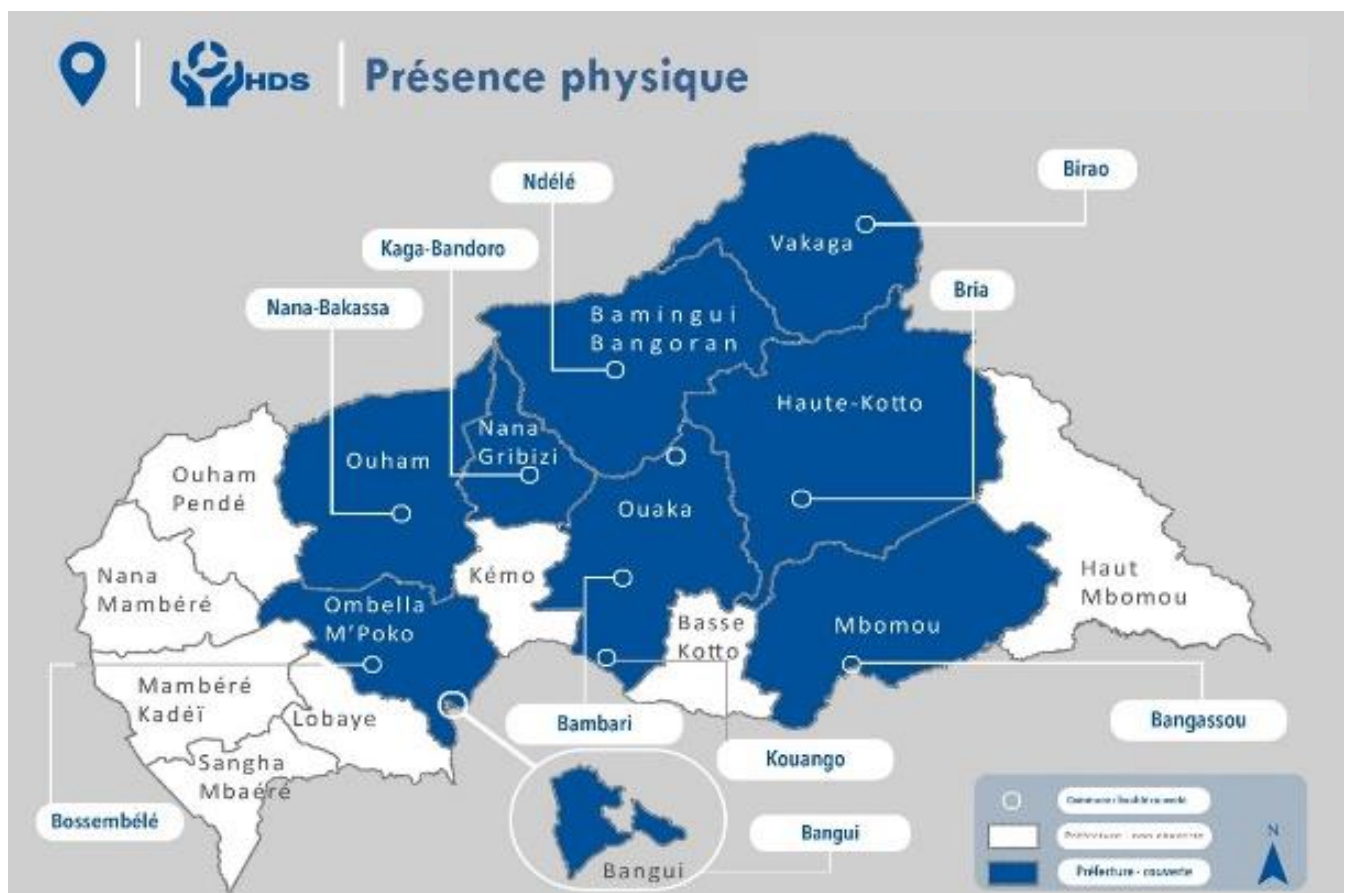 HDS
Présence physique
Birao
Ndélé
Vakaga
Kaga-Bandoro
Bria
Nana-Bakassa
Bamingui
Bangoran
Haute-Kotto
Nana
Gribizi
Ouham
Ouham
Pendé
Ouaka
Kémo
Haut
Mbomou
Nana
Mambéré
Ombella
M'Poko
Basse
Kotto
Mbomou
Mambéré
Kadéï
Lobaye
Bambari
Bangassou
Kouango
Sangha
Mbaéré
Bossembélé
Bangui
Bangui
N
Préfecture - couverte